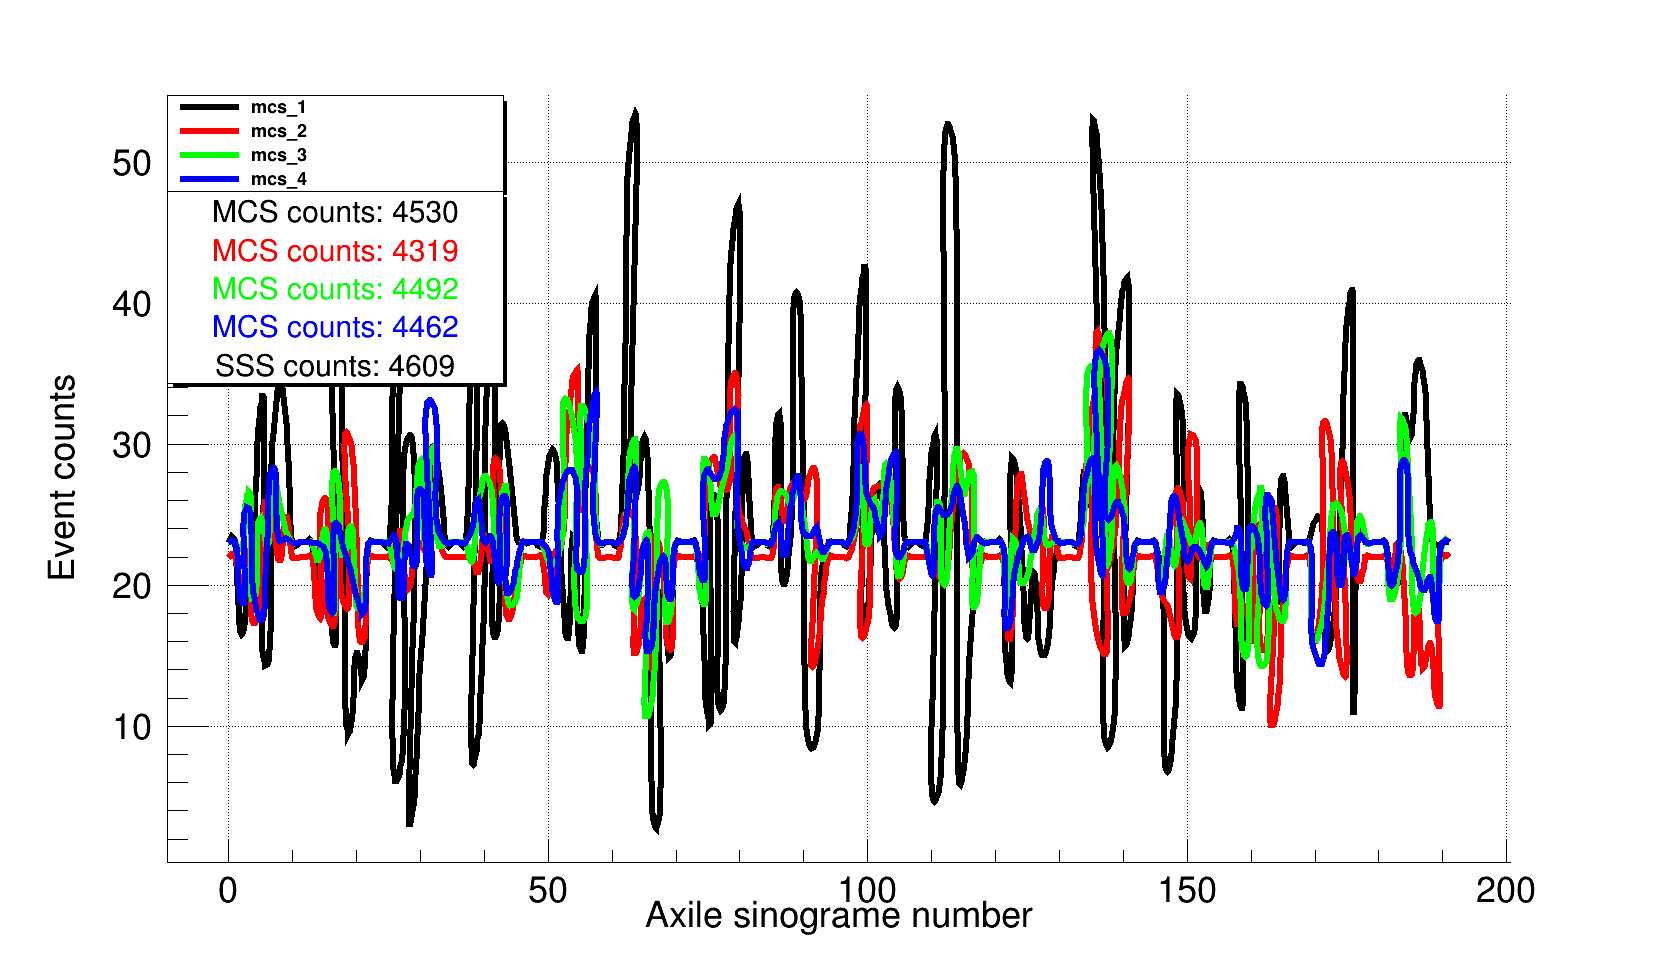 mcs_1
mcs_2
mcs_3
mcs_4
MCS counts: 4530
MCS counts: 4319
MCS counts: 4492
MCS counts: 4462
SSS counts: 4609
Event counts
50
40
30
20
10
0 50 100 150 200
Axile sinograme number